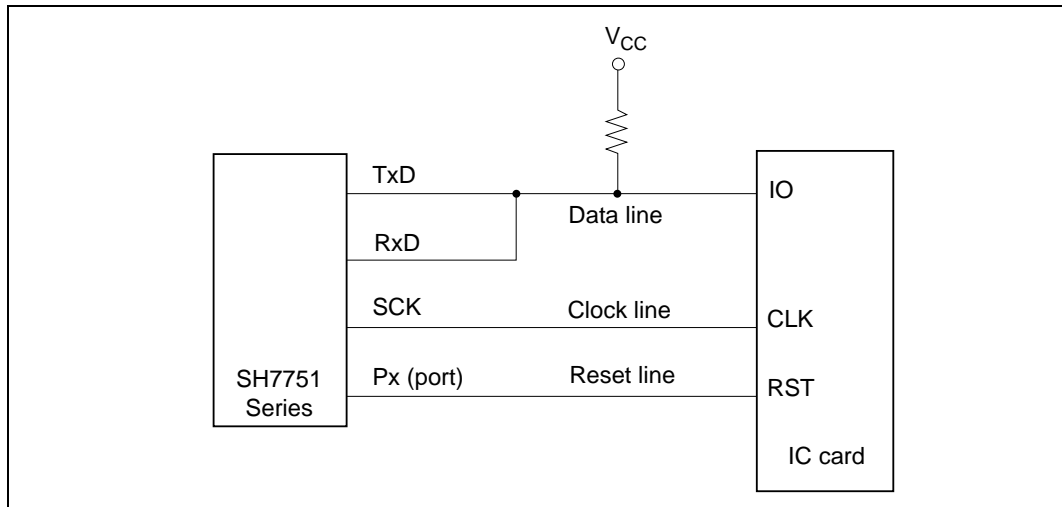 VCC
TxD
IO
Data line
RxD
SCK
Clock line
CLK
SH7751
Series
Px (port)
Reset line
RST
IC card